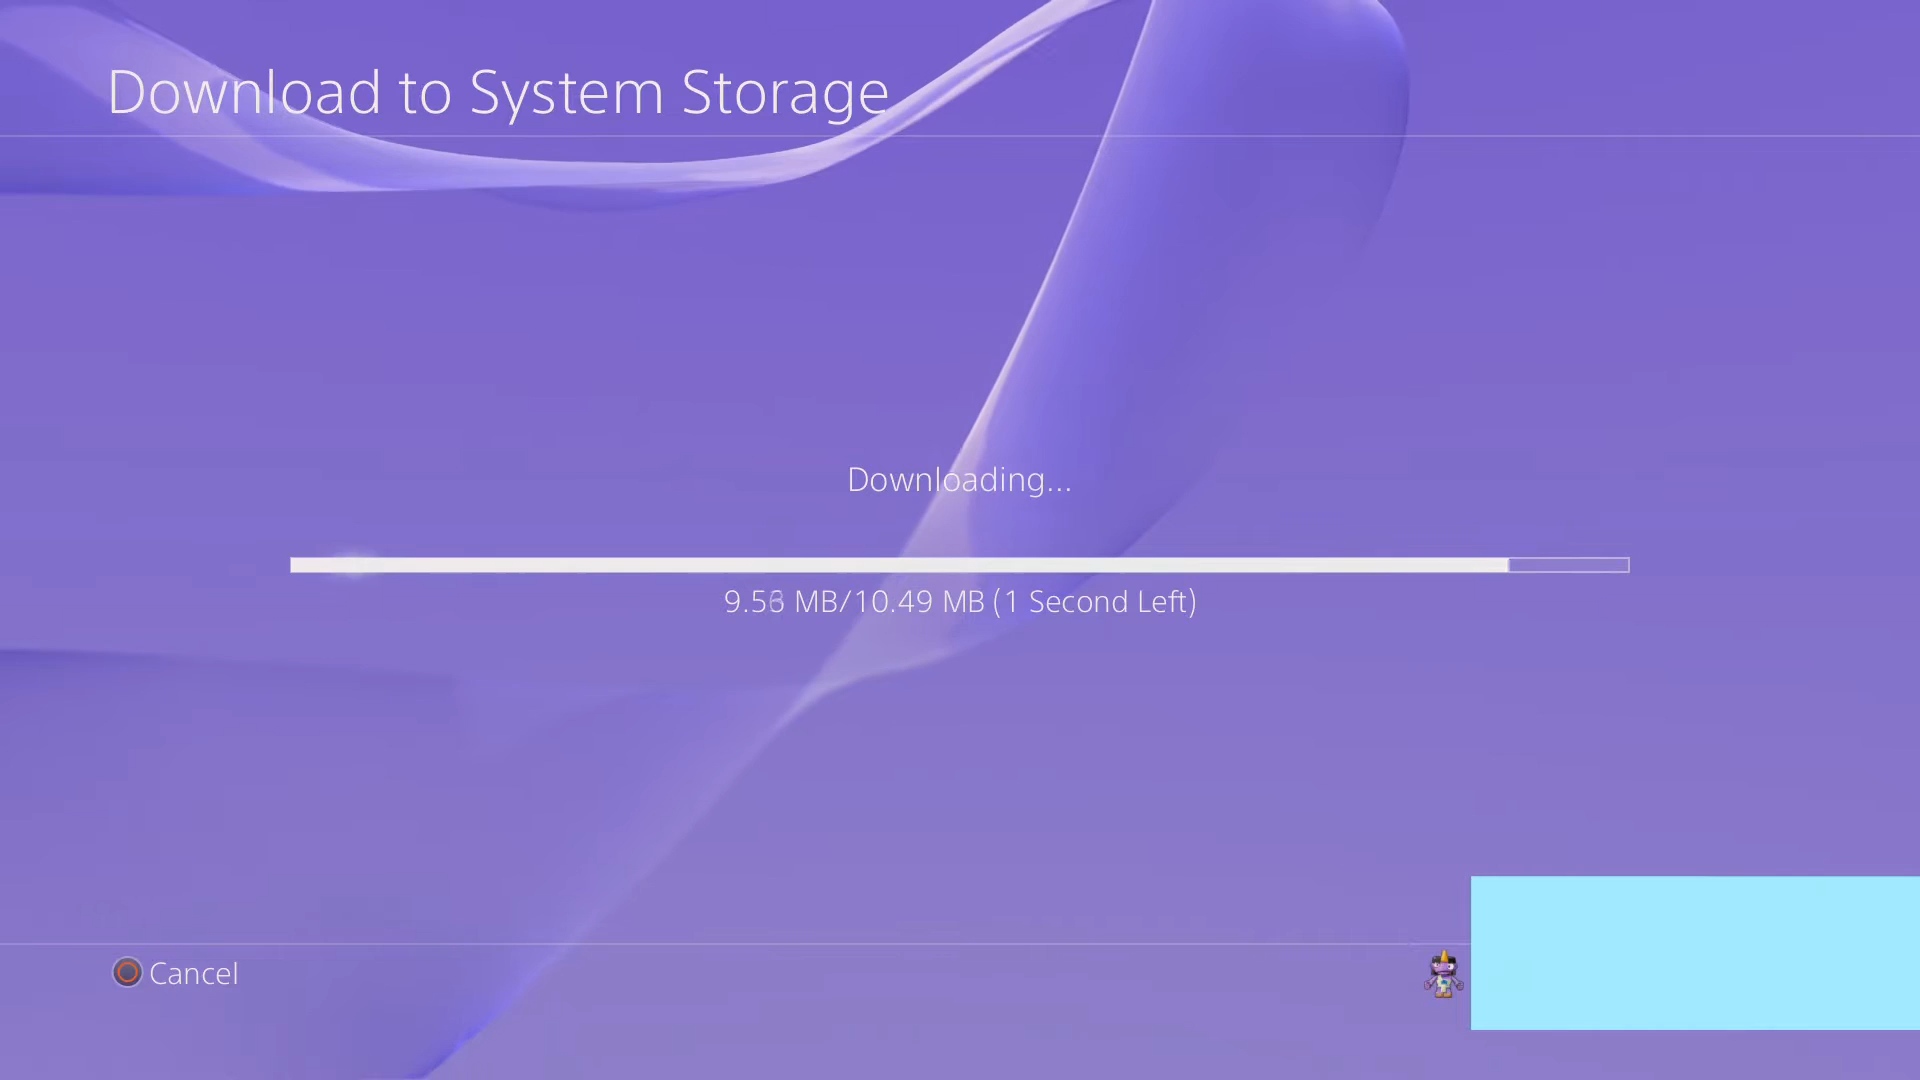 Download to System Storage
Downloading...
MB/10.49 MB (1 Second Left)
Cancel